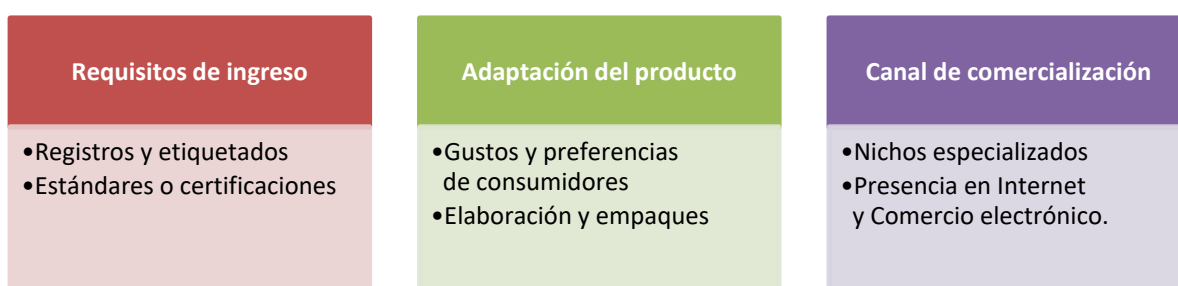 Requisitos de ingreso
•Registros y etiquetados
•Estándares o certificaciones
Adaptación del producto
•Gustos y preferencias
de consumidores
•Elaboración y empaques
Canal de comercialización
•Nichos especializados
•Presencia en Internet
y Comercio electrónico.